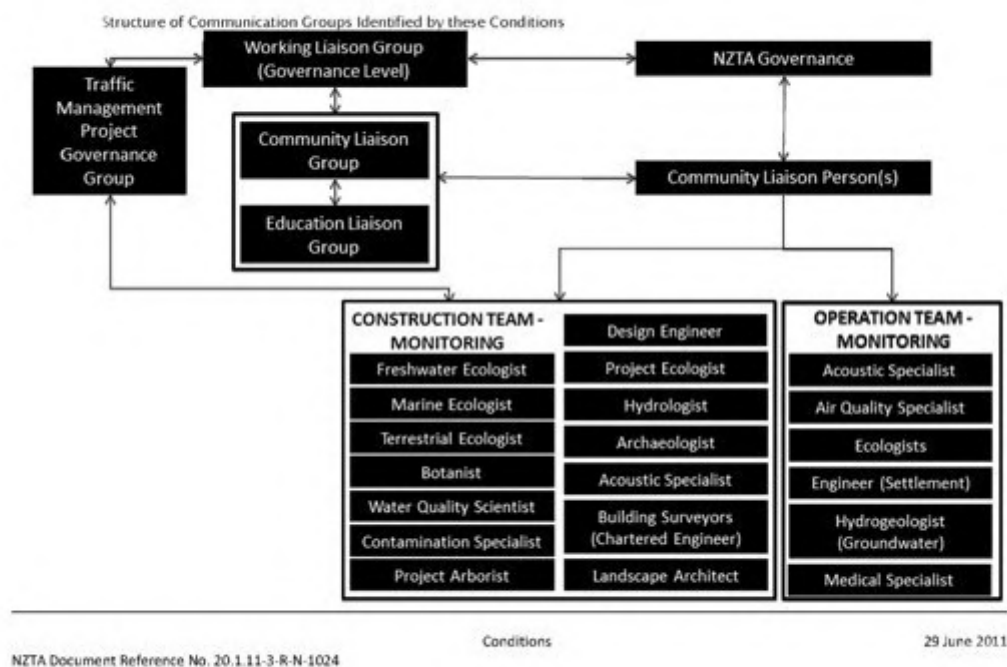 Structure of Communication Groups Identified by these Conditions
Working Liaison Group
(Governance Level)
NZTA Governance
Traffic
Management
Project
Governance
Group
Community Liaison
Group
Education Liaison
Group
Community Liaison Person(s)
CONSTRUCTION TEAM -
MONITORING
Freshwater Ecologist
Marine Ecologist
Terrestrial Ecologist
Botanist
Water Quality Scientist
Contamination Specialist
Project Arborist
Design Engineer
Project Ecologist
Hydrologist
Archaeologist
Acoustic Specialist
Building Surveyors
(Chartered Engineer)
Landscape Architect
OPERATION TEAM -
MONITORING
Acoustic Specialist
Air Quality Specialist
Ecologists
Engineer (Settlement)
Hydrogeologist
(Groundwater)
Medical Specialist
Conditions
29 June 2011
NZTA Document Reference No. 20.1.11-3-R-N-1024